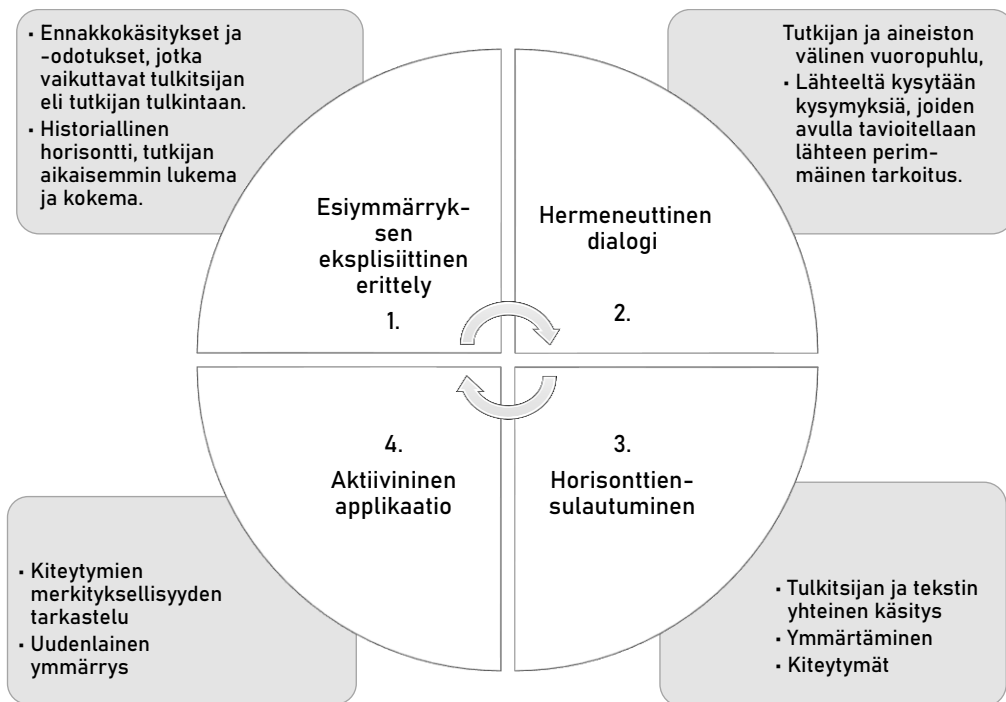 ▪ Ennakkokäsitykset ja
-odotukset, jotka
vaikuttavat tulkitsijan
eli tutkijan tulkintaan.
▪ Historiallinen
horisontti, tutkijan
aikaisemmin lukema
ja kokema.
Esiymmärryk-
sen
eksplisiittinen
erittely
1.
Tutkijan ja aineiston
välinen vuoropuhlu,
▪ Lähteeltä kysytään
kysymyksiä, joiden
avulla tavioitellaan
lähteen perim-
mäinen tarkoitus.
Hermeneuttinen
dialogi
2.
3.
Horisonttien-
sulautuminen
▪ Tulkitsijan ja tekstin
yhteinen käsitys
▪ Ymmärtäminen
▪ Kiteytymät
4.
Aktiivininen
applikaatio
▪ Kiteytymien
merkityksellisyyden
tarkastelu
▪ Uudenlainen
ymmärrys